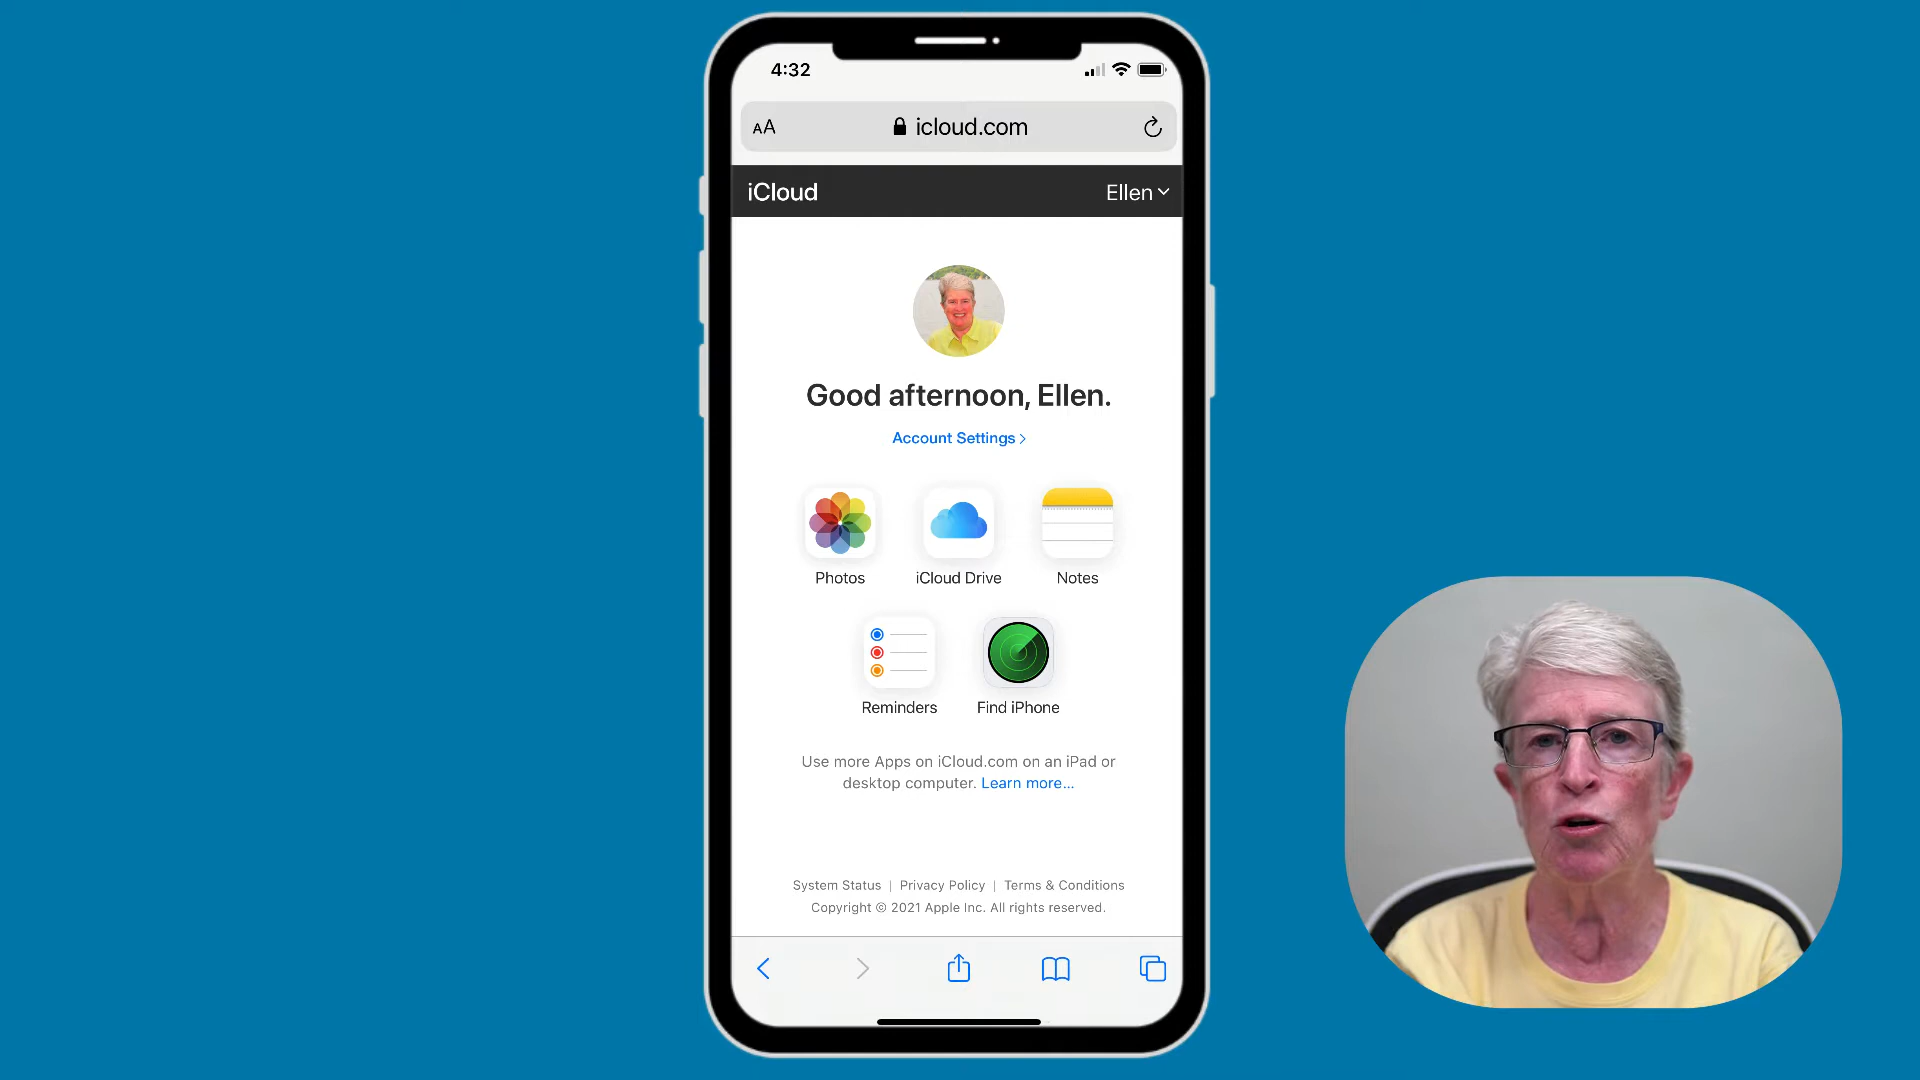 4:32
AA icloud.com
iCloud Ellen
Good afternoon, Ellen.
Account Settings >
Photos iCloud Drive Notes
Reminders Find iPhone
Use more Apps on iCloud.com on an iPad or
desktop computer. Learn more...
System Status | Privacy Policy | Terms & Conditions
Copyright © 2021 Apple Inc. All rights reserved.